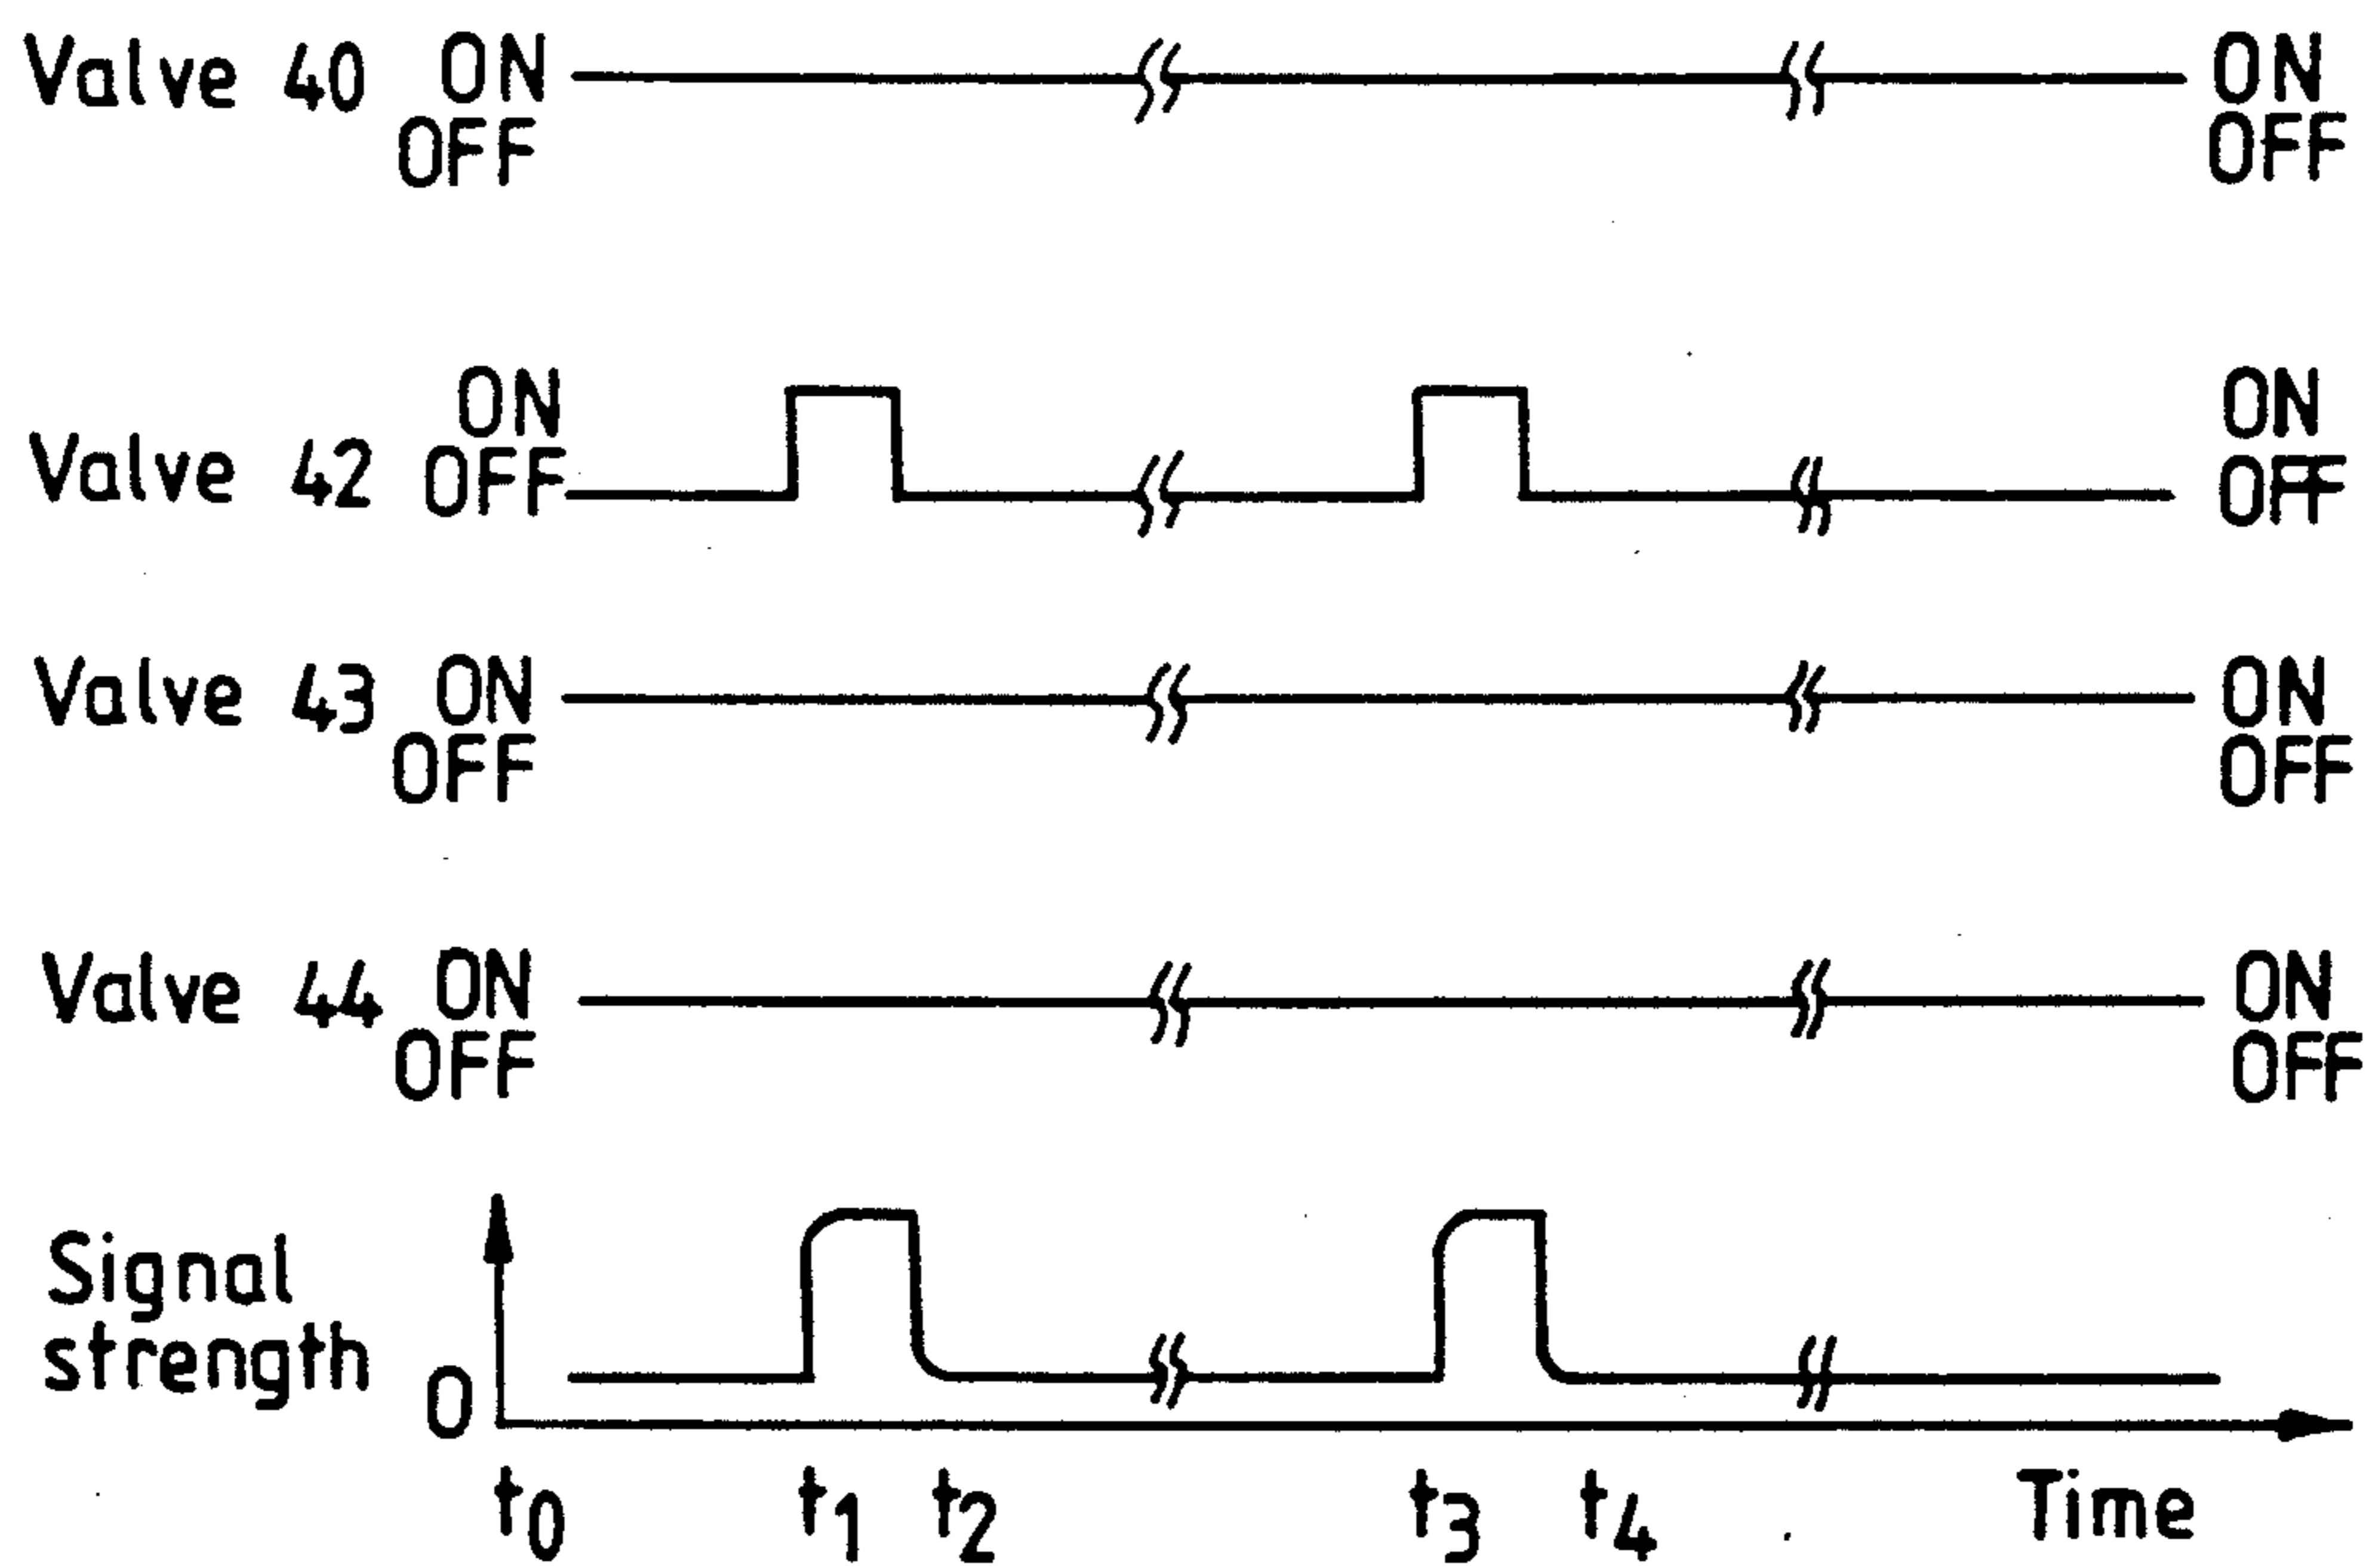 Valve 40 ON ON
OFF OFF
ON ON
Valve 42 OFF OFF
Valve 43 ON ON
OFF OFF
Valve 44 ON ON
OFF OFF
Signal
strength
0
t0 t1 t2 t3 t4 Time